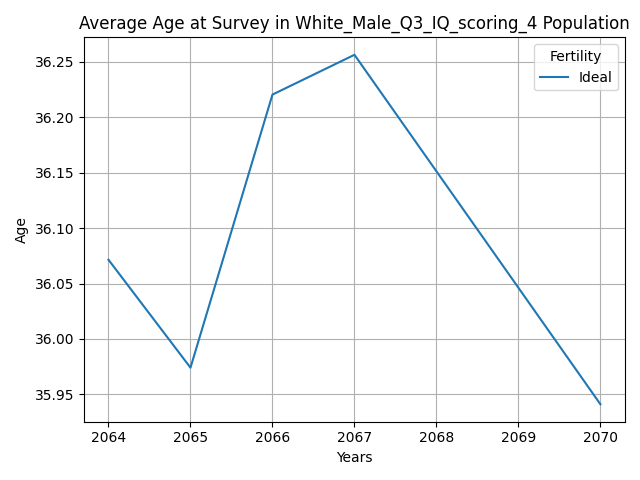 Average Age at Survey in White_Male_Q3_IQ_scoring_4 Population
Fertility
Ideal
36.25
36.20
36.15
36.10
36.05
36.00
35.95
Age
2064 2065 2066 2067 2068 2069 2070
Years